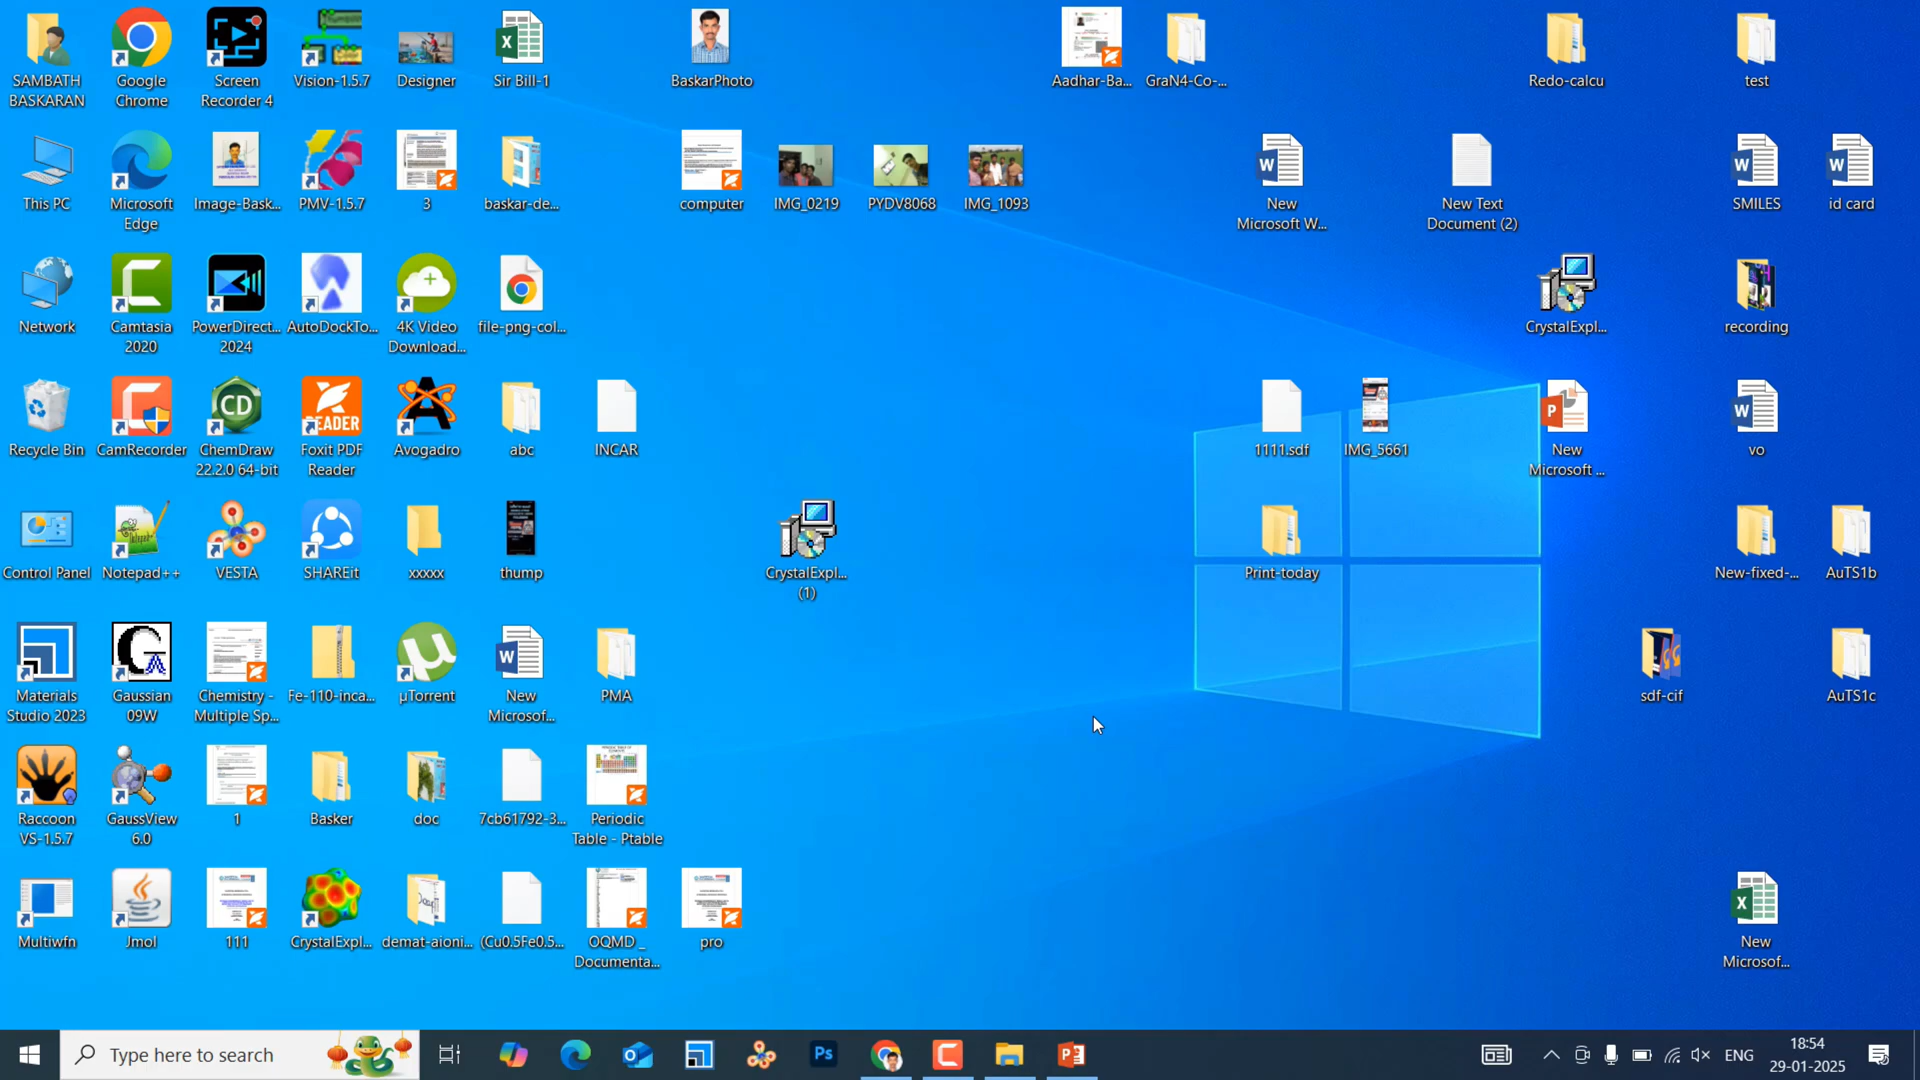 SAMBATH
BASKARAN
Google
Chrome
Screen
Recorder 4
Vision-1.5.7
Designer
Sir Bill-1
BaskarPhoto
Aadhar-Ba...
GraN4-Co-...
Redo-calcu
test
This PC
Microsoft
Edge
Image-Bask...
PMV-1.5.7
3
baskar-de...
computer
IMG_0219
PYDV8068
IMG_1093
New
Microsoft W...
New Text
Document (2)
SMILES
id card
Network
Camtasia
2020
PowerDirect...
2024
AutoDockTo...
4K Video
Download...
file-png-col...
CrystalExpl...
recording
Recycle Bin
CamRecorder
ChemDraw
22.2.0 64-bit
Foxit PDF
Reader
Avogadro
abc
INCAR
1111.sdf
IMG_5661
New
Microsoft ...
vo
Control Panel
Notepad++
VESTA
SHAREit
xxxxx
thump
CrystalExpl...
(1)
Print-today
New-fixed-...
AuTS1b
Materials
Studio 2023
Gaussian
09W
Chemistry -
Multiple Sp...
Fe-110-inca...
µTorrent
New
Microsof...
PMA
sdf-cif
AuTS1c
Raccoon
VS-1.5.7
GaussView
6.0
1
Basker
doc
7cb61792-3...
Periodic
Table - Ptable
Multiwfn
Jmol
111
CrystalExpl...
demat-aioni...
(Cu0.5Fe0.5...
OQMD _
Documenta...
pro
New
Microsof...
Type here to search
ENG
18:54
29-01-2025